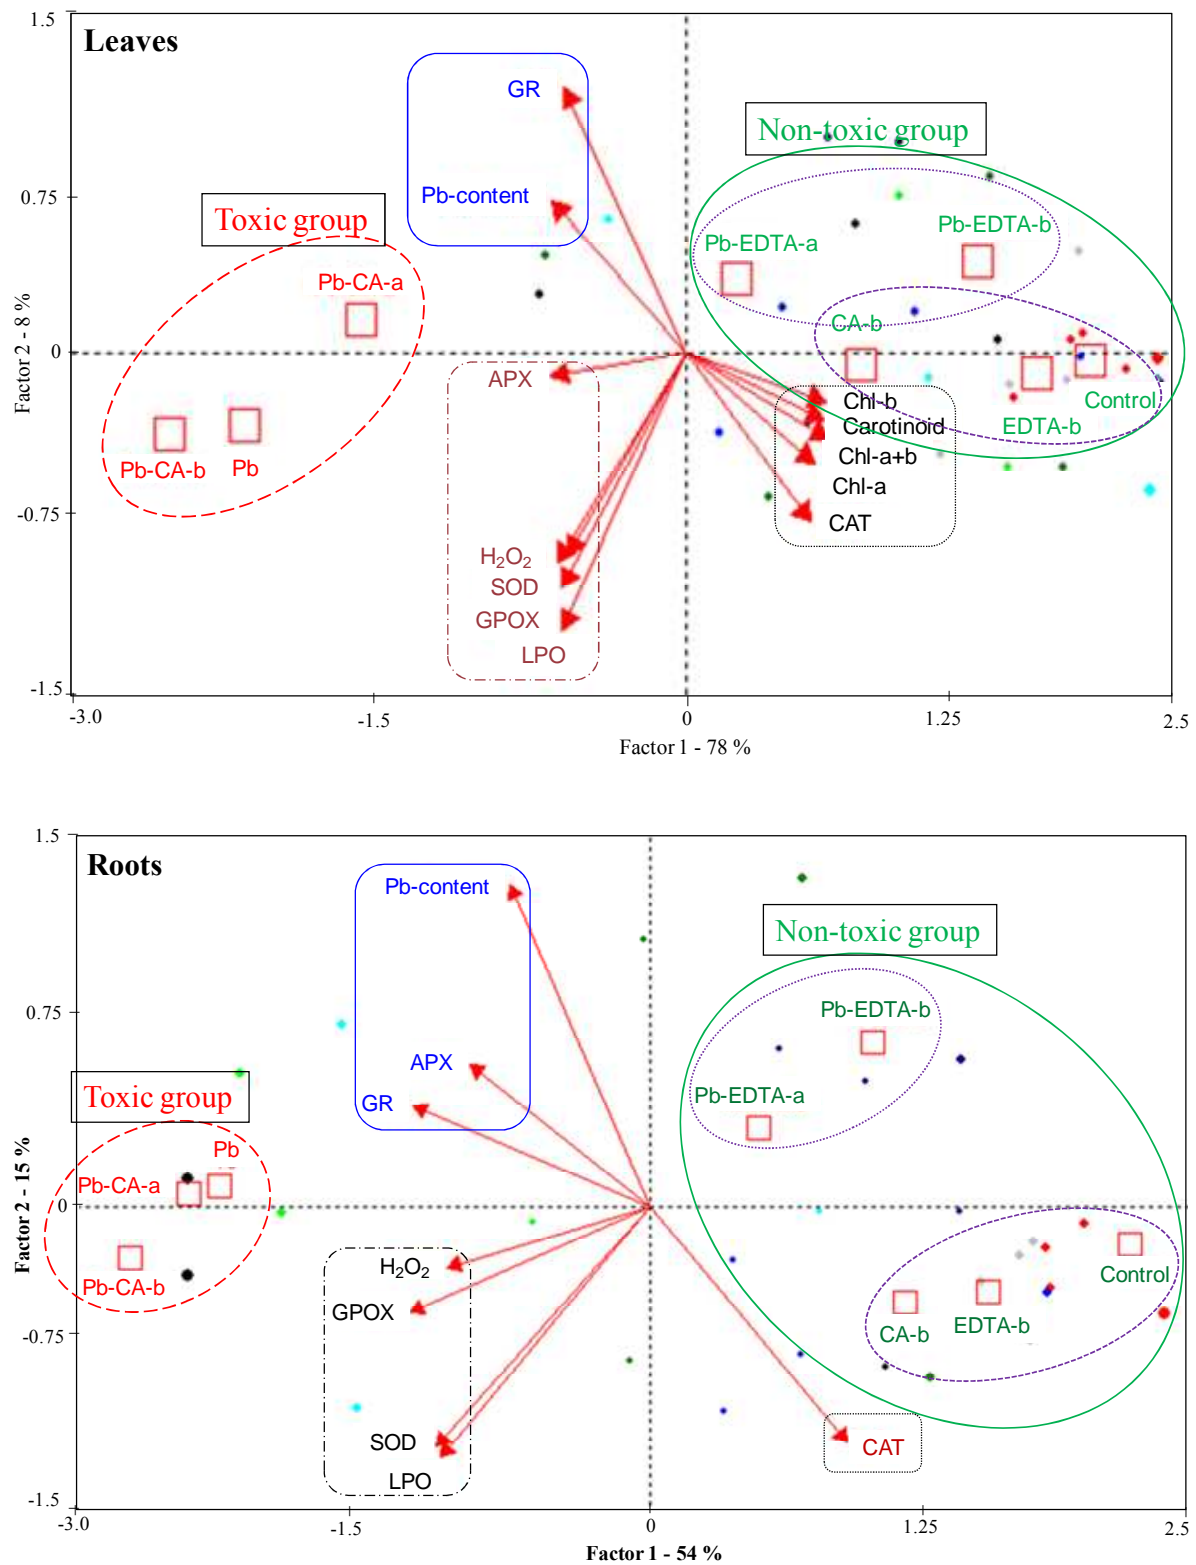 1.5
Leaves
GR
Non-toxic group
0.75
Pb-content
Toxic group
Pb-EDTA-b
Pb-EDTA-a
Pb-CA-a
CA-b
0
APX
Chl-b
Control
Carotinoid
EDTA-b
Chl-a+b
Pb-CA-b
Pb
Chl-a
-0.75
CAT
H₂O₂
SOD
GPOX
LPO
-1.5
Factor 2 - 8 %
-3.0
-1.5
0
1.25
2.5
Factor 1 - 78 %
1.5
Roots
Pb-content
Non-toxic group
0.75
Pb-EDTA-b
APX
Toxic group
Pb-EDTA-a
GR
Pb
Pb-CA-a
0
H₂O₂
Control
Pb-CA-b
GPOX
EDTA-b
CA-b
-0.75
SOD
CAT
LPO
-1.5
Factor 2 - 15 %
-3.0
-1.5
0
1.25
2.5
Factor 1 - 54 %